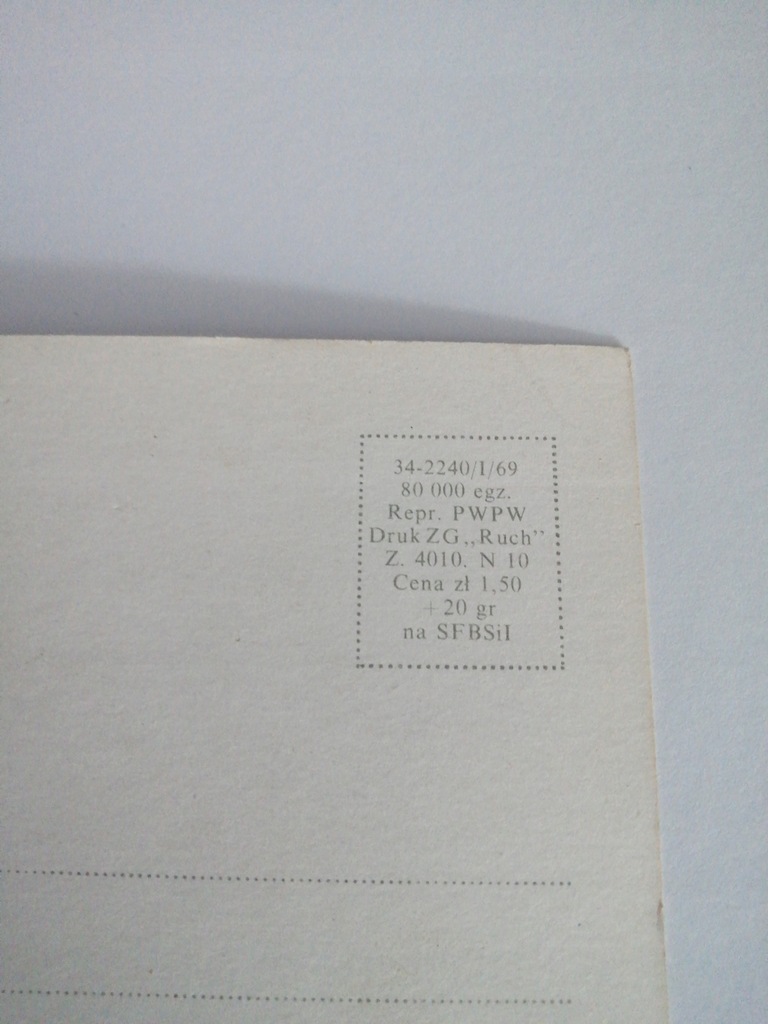 34-2240/I/69
80 000 egz.
Repr. PWPW
Druk ZG „Ruch”
Z. 4010. N 10
Cena zł 1,50
+ 20 gr
na SFBSiI